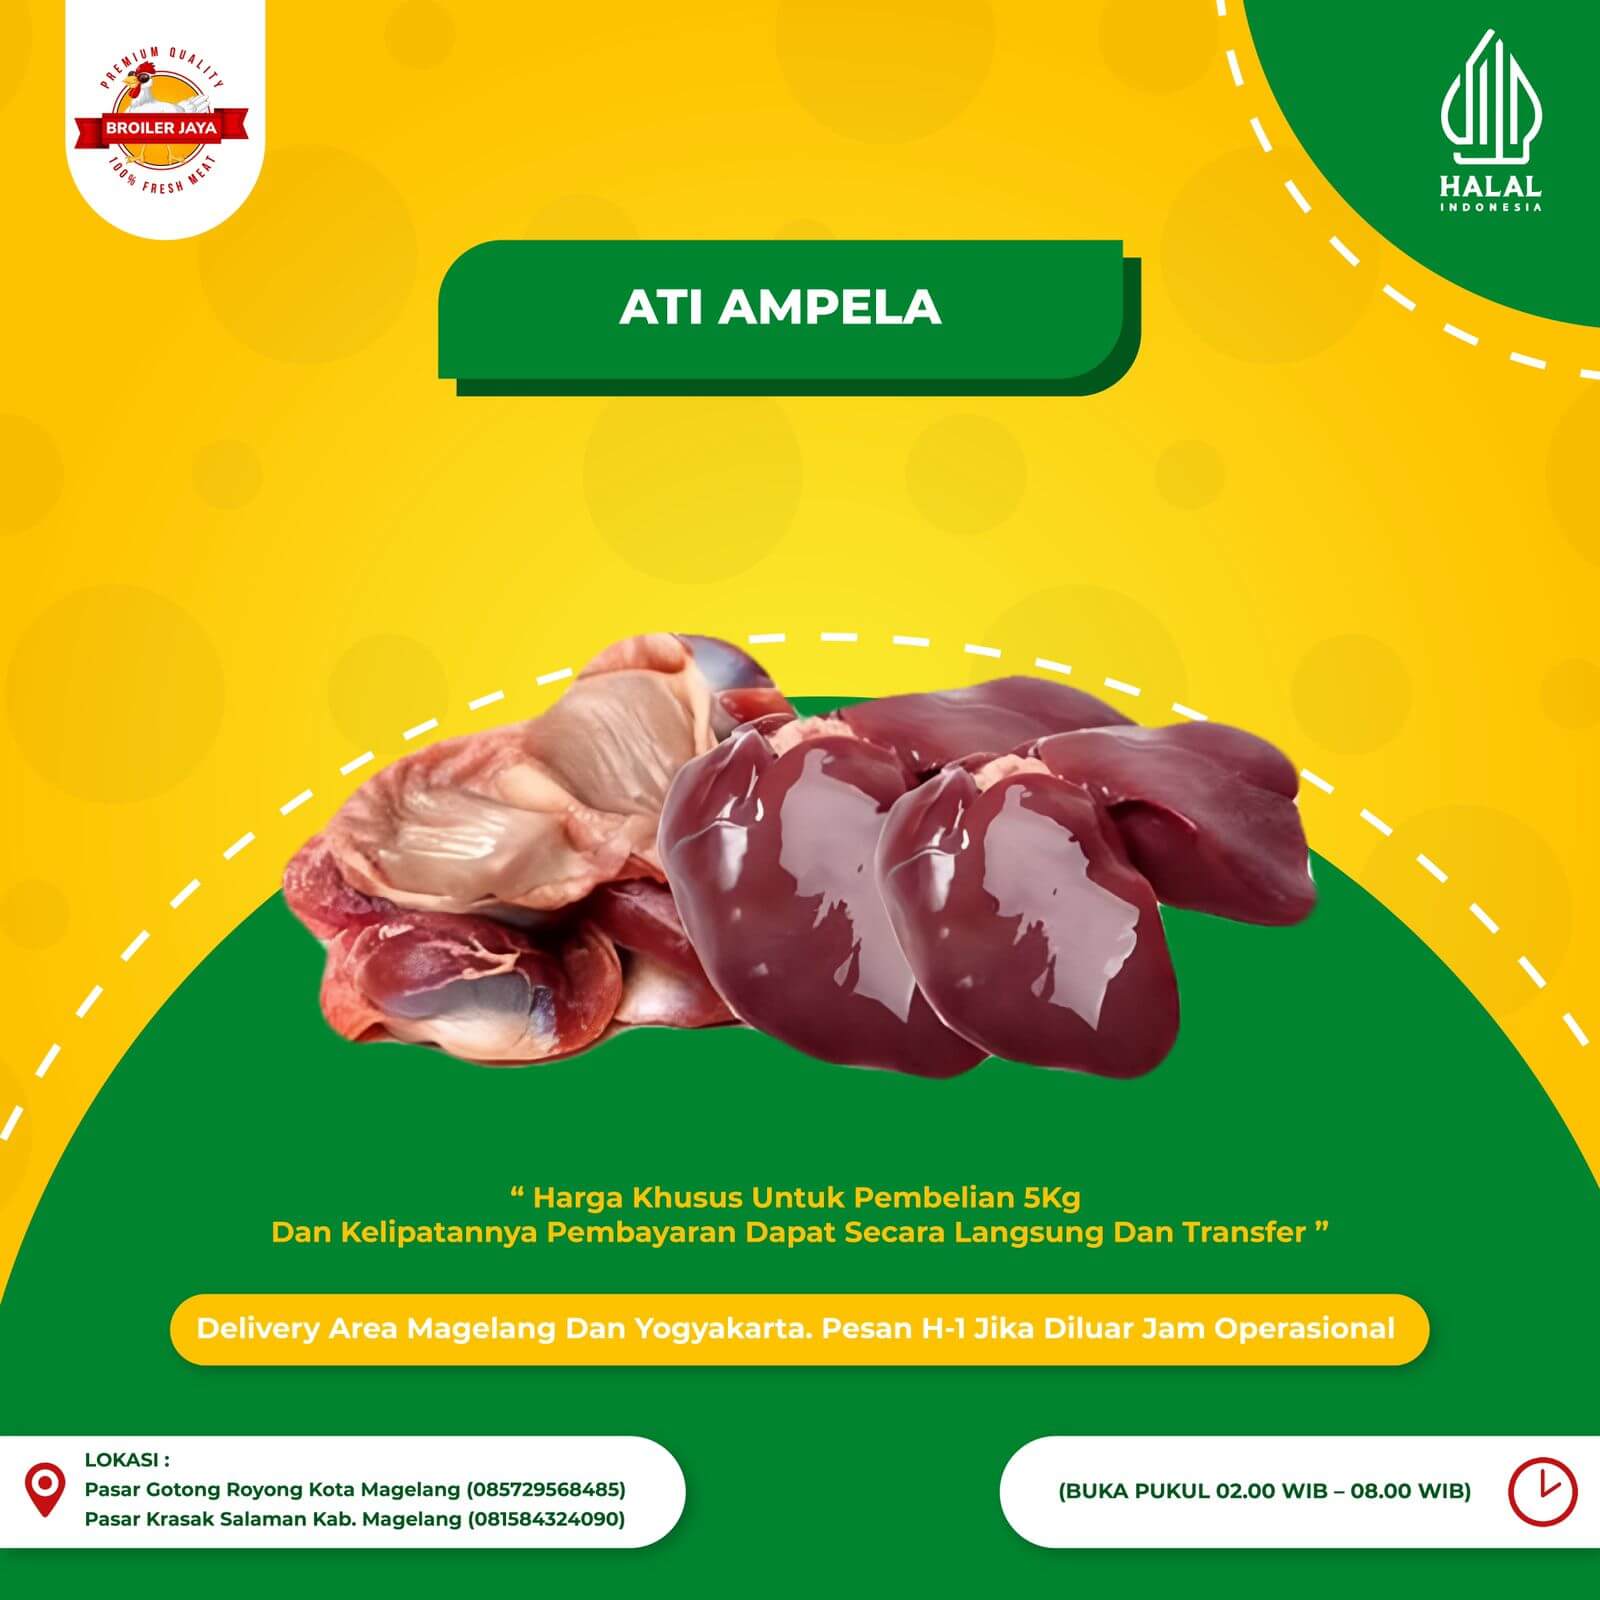 PREMIUM QUALITY
BROILER JAYA
100% FRESH MEAT
HALAL
INDONESIA
ATI AMPELA
“ Harga Khusus Untuk Pembelian 5Kg
Dan Kelipatannya Pembayaran Dapat Secara Langsung Dan Transfer ”
Delivery Area Magelang Dan Yogyakarta. Pesan H-1 Jika Diluar Jam Operasional
LOKASI :
Pasar Gotong Royong Kota Magelang (085729568485)
Pasar Krasak Salaman Kab. Magelang (081584324090)
(BUKA PUKUL 02.00 WIB – 08.00 WIB)